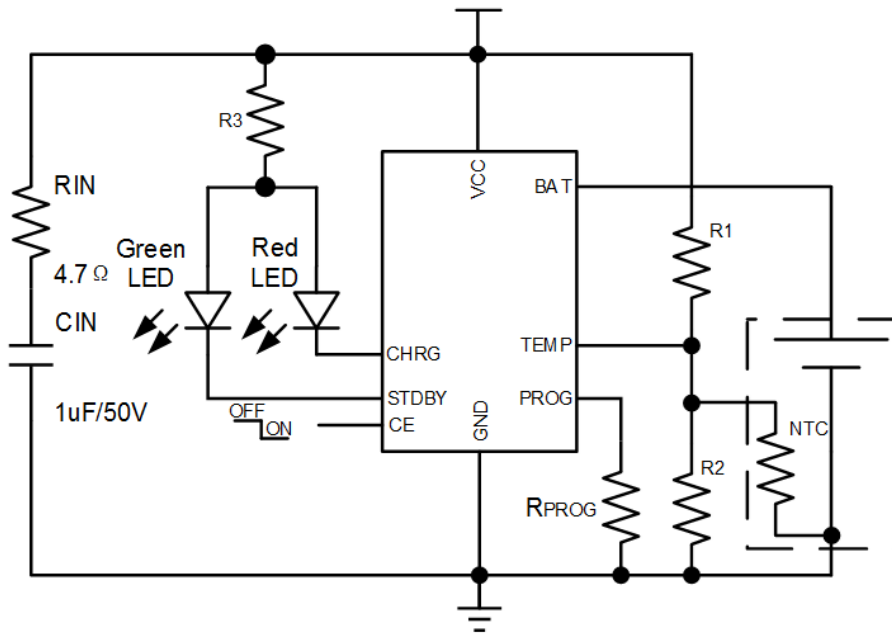 R3
RIN
4.7 Ω
CIN
1uF/50V
Green
LED
Red
LED
VCC
BAT
R1
CHRG
TEMP
STDBY
PROG
OFF
ON
CE
GND
RPROG
R2
NTC